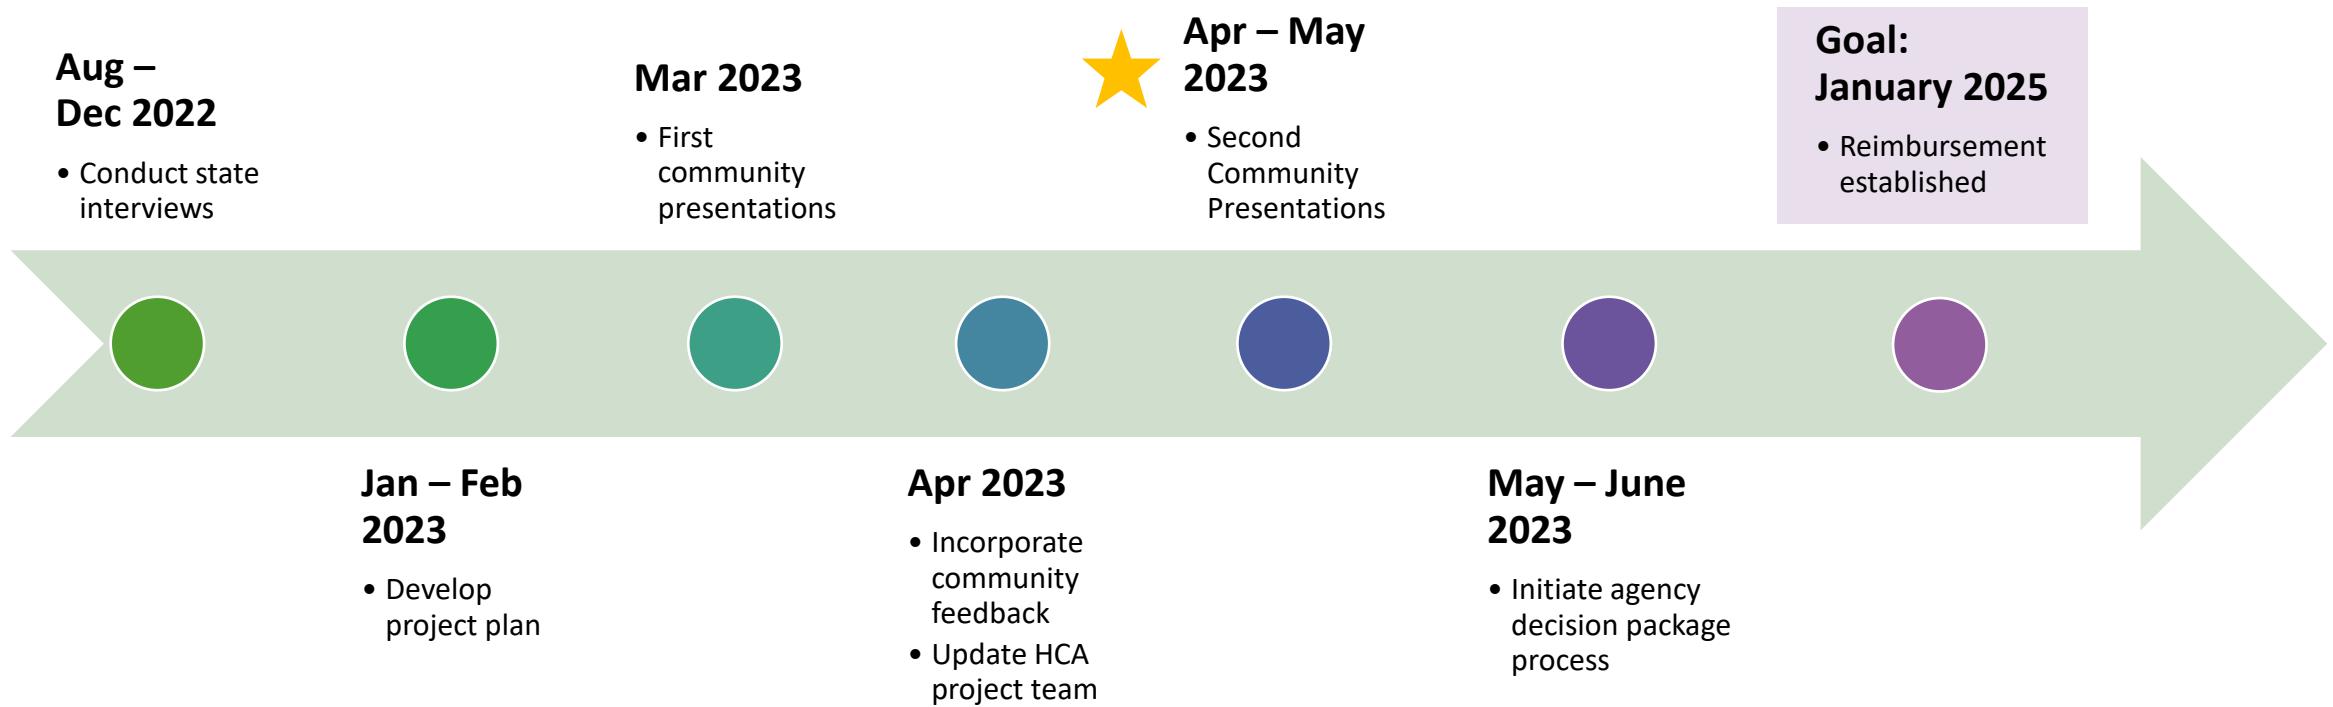 Aug –
Dec 2022
• Conduct state
interviews
Jan – Feb
2023
• Develop
project plan
Mar 2023
• First
community
presentations
Apr 2023
• Incorporate
community
feedback
• Update HCA
project team
Apr – May
2023
• Second
Community
Presentations
May – June
2023
• Initiate agency
decision package
process
Goal:
January 2025
• Reimbursement
established